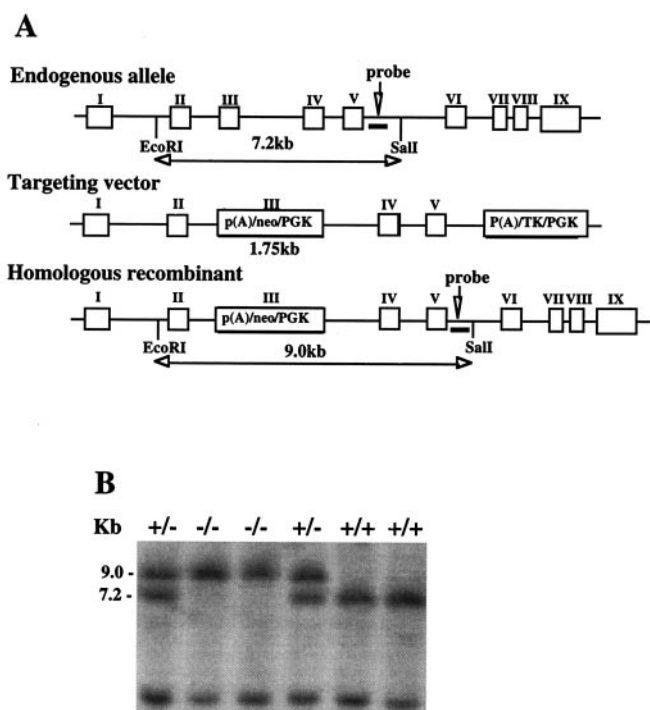 A
Endogenous allele
probe
I II III IV V VI VII VIII IX
EcoRI 7.2kb SalI
Targeting vector
I II III IV V
p(A)/neo/PGK P(A)/TK/PGK
1.75kb
Homologous recombinant
probe
I II III IV V VI VII VIII IX
p(A)/neo/PGK
EcoRI 9.0kb SalI
B
Kb +/- -/- -/- +/- +/+ +/+
9.0 -
7.2 -